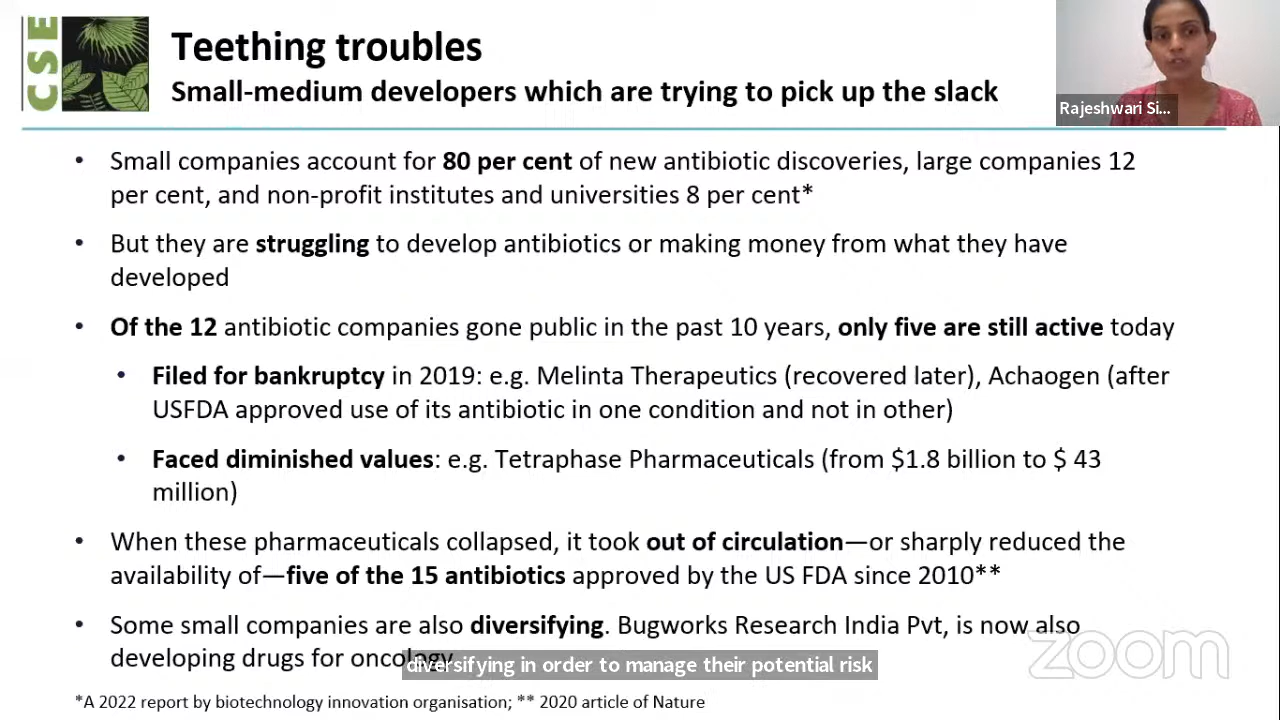 CSE
Teething troubles
Small-medium developers which are trying to pick up the slack
Rajeshwari Si...
• Small companies account for 80 per cent of new antibiotic discoveries, large companies 12
per cent, and non-profit institutes and universities 8 per cent*
• But they are struggling to develop antibiotics or making money from what they have
developed
• Of the 12 antibiotic companies gone public in the past 10 years, only five are still active today
• Filed for bankruptcy in 2019: e.g. Melinta Therapeutics (recovered later), Achaogen (after
USFDA approved use of its antibiotic in one condition and not in other)
• Faced diminished values: e.g. Tetraphase Pharmaceuticals (from $1.8 billion to $ 43
million)
• When these pharmaceuticals collapsed, it took out of circulation—or sharply reduced the
availability of—five of the 15 antibiotics approved by the US FDA since 2010**
• Some small companies are also diversifying. Bugworks Research India Pvt, is now also
developing drugs for oncology
diversifying in order to manage their potential risk
zoom
*A 2022 report by biotechnology innovation organisation; ** 2020 article of Nature